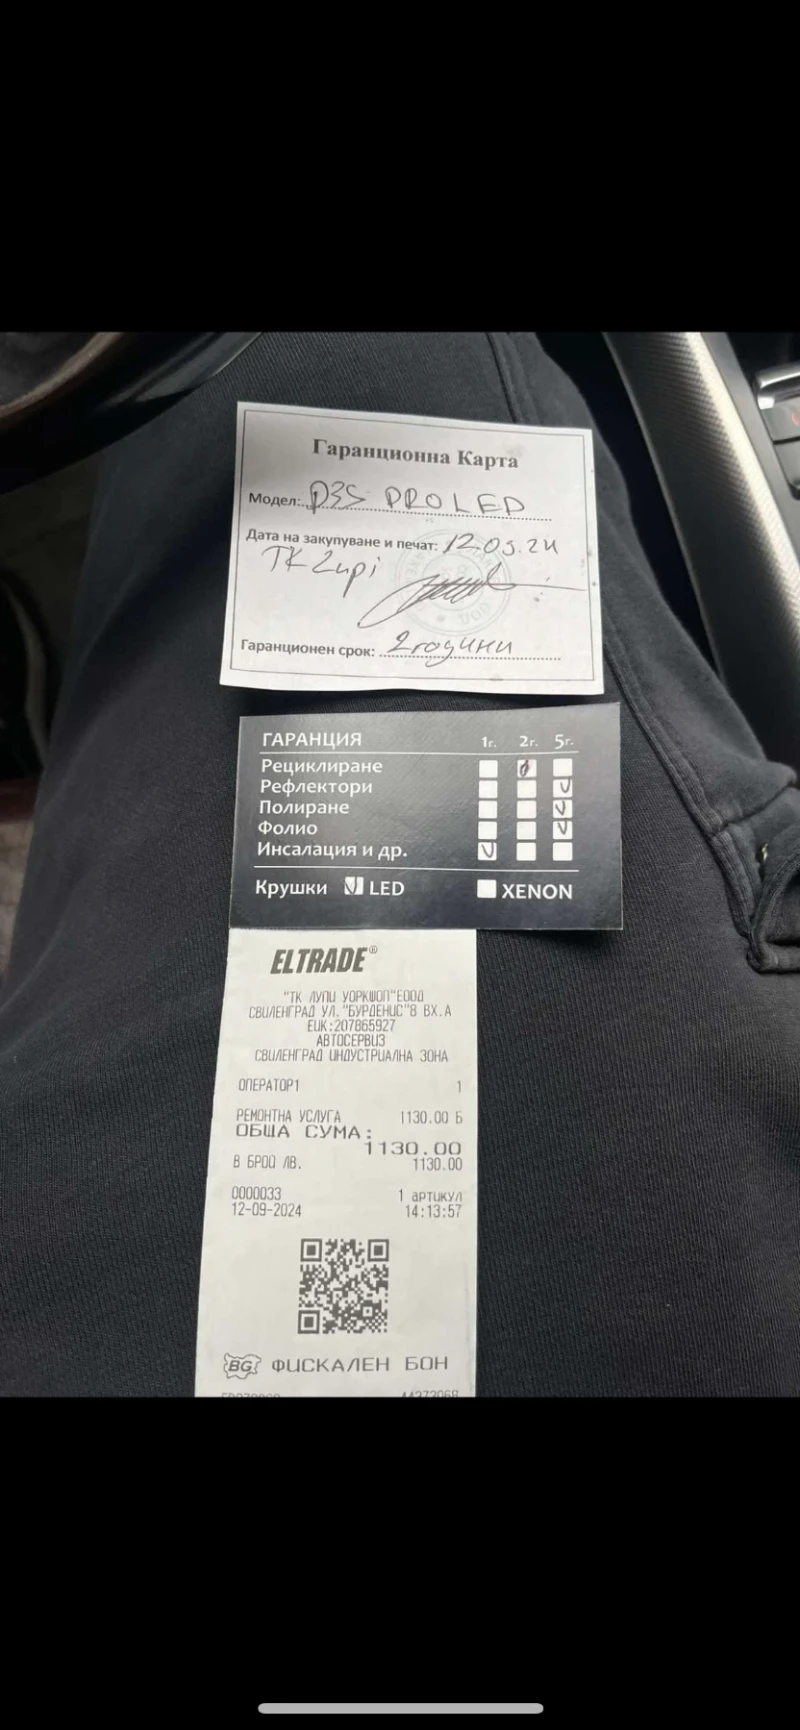 Гаранционна Карта
Модел: D3S PRO LED
Дата на закупуване и печат: 12.09.24
ТК Lupi
Гаранционен срок: 2 години
ГАРАНЦИЯ 1г. 2г. 5г.
Рециклиране
Рефлектори
Полиране
Фолио
Инсалация и др.
Крушки LED XENON
ELTRADE®
"ТК ЛУПИ УОРКШОП"ЕООД
СВИЛЕНГРАД УЛ."БУРДЕНИС"8 ВХ.А
ЕИК:207865927
АВТОСЕРВИЗ
СВИЛЕНГРАД ИНДУСТРИАЛНА ЗОНА
ОПЕРАТОР1 1
РЕМОНТНА УСЛУГА 1130.00 Б
ОБЩА СУМА:
1130.00
В БРОЙ ЛВ. 1130.00
0000033 1 артикул
12-09-2024 14:13:57
BG ФИСКАЛЕН БОН